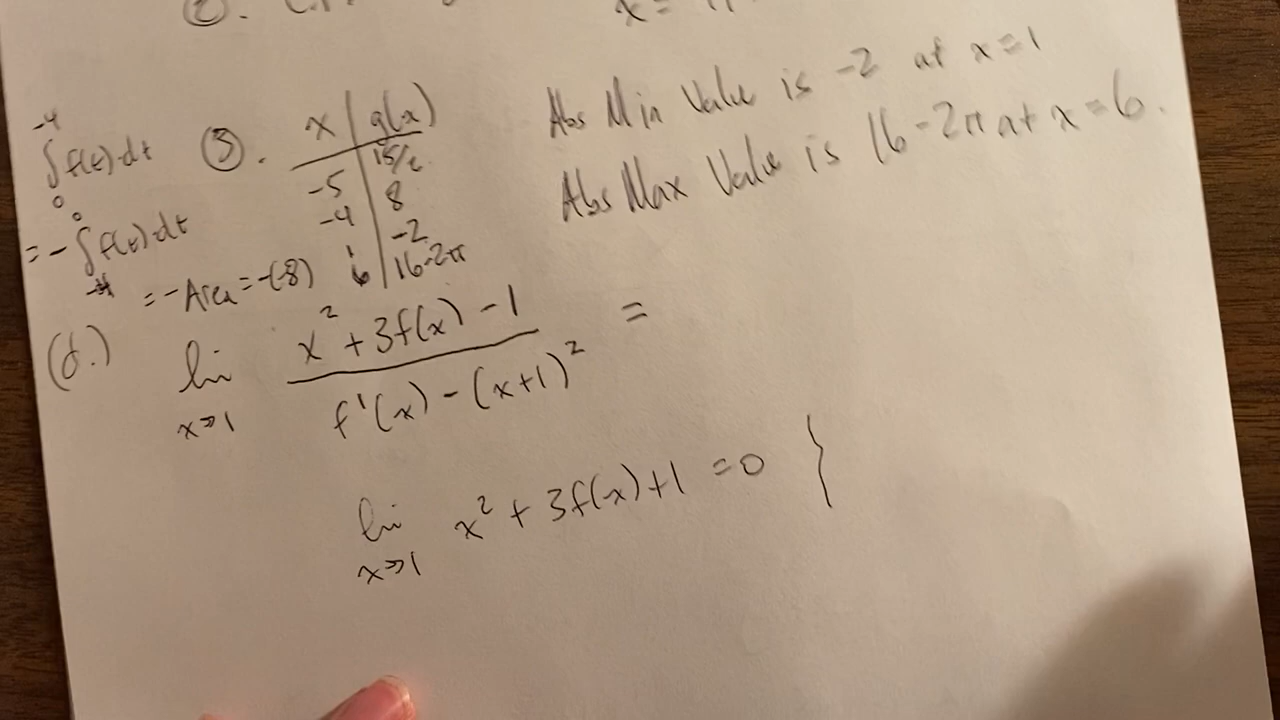 x =
-4
∫f(t)·dt
0
0
= -∫f(t)·dt
-4
= -Area = -(-8)
③. x | g(x)
-5 | 15/2
-4 | 8
1 | -2
6 | 16-2π
Abs Min Value is -2 at x=1
Abs Max Value is 16-2π at x=6.
(d.) lim x→1 (x² + 3f(x) - 1) / (f'(x) - (x+1)²) =
lim x→1 x² + 3f(x) + 1 = 0 }